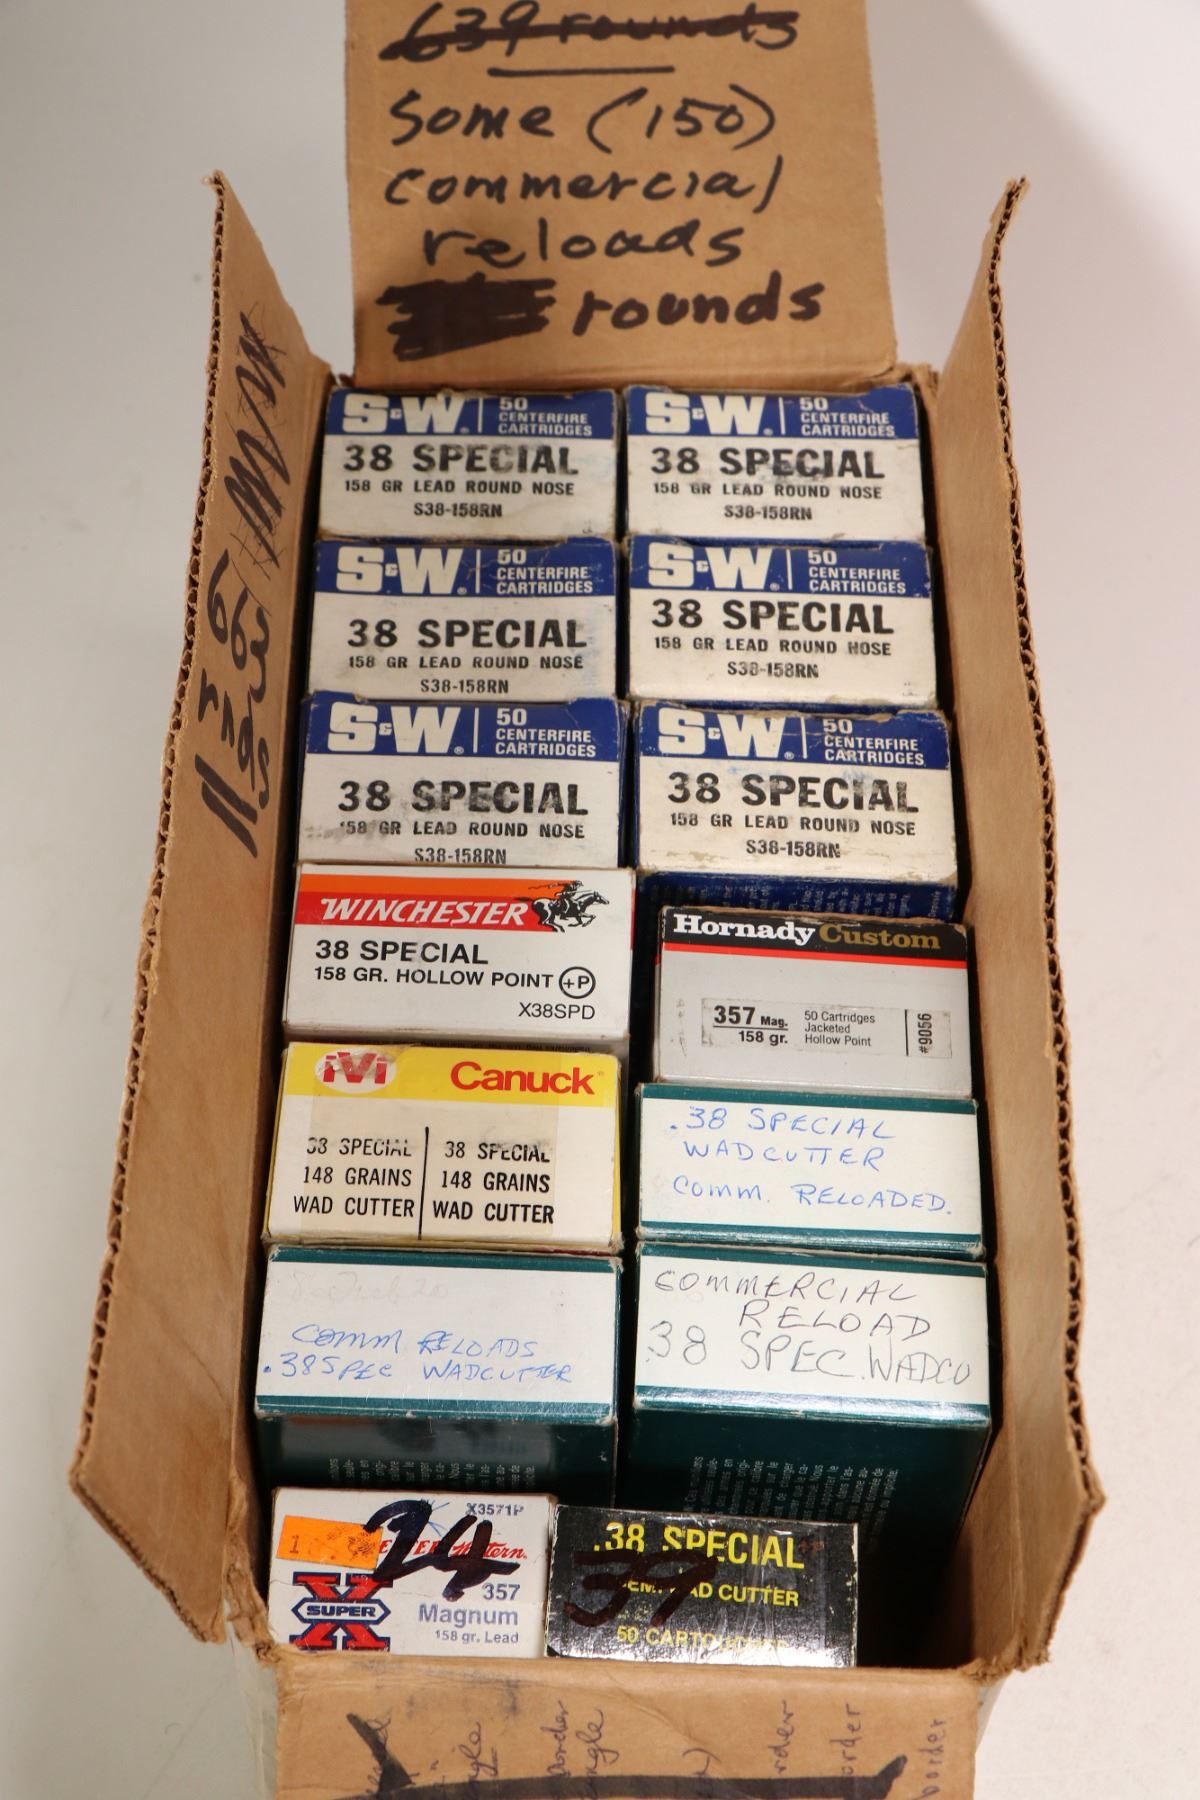 639 rounds
Some (150)
commercial
reloads
rounds
66
rnds
S&W 50
CENTERFIRE
CARTRIDGES
38 SPECIAL
158 GR LEAD ROUND NOSE
S38-158RN
S&W 50
CENTERFIRE
CARTRIDGES
38 SPECIAL
158 GR LEAD ROUND NOSE
S38-158RN
S&W 50
CENTERFIRE
CARTRIDGES
38 SPECIAL
158 GR LEAD ROUND NOSE
S38-158RN
S&W 50
CENTERFIRE
CARTRIDGES
38 SPECIAL
158 GR LEAD ROUND NOSE
S38-158RN
S&W 50
CENTERFIRE
CARTRIDGES
38 SPECIAL
158 GR LEAD ROUND NOSE
S38-158RN
S&W 50
CENTERFIRE
CARTRIDGES
38 SPECIAL
158 GR LEAD ROUND NOSE
S38-158RN
WINCHESTER
38 SPECIAL
158 GR. HOLLOW POINT +P
X38SPD
Hornady Custom
357 Mag.
158 gr.
50 Cartridges
Jacketed
Hollow Point
#9056
iVi Canuck
38 SPECIAL
148 GRAINS
WAD CUTTER
38 SPECIAL
148 GRAINS
WAD CUTTER
.38 SPECIAL
WADCUTTER
COMM. RELOADED.
COMM RELOADS
.38 SPEC WADCUTTER
COMMERCIAL
RELOAD
.38 SPEC. WADCU
X3571P
24
SUPER X
357
Magnum
158 gr. Lead
.38 SPECIAL
39
CUTTER
50
border
angle
border
border